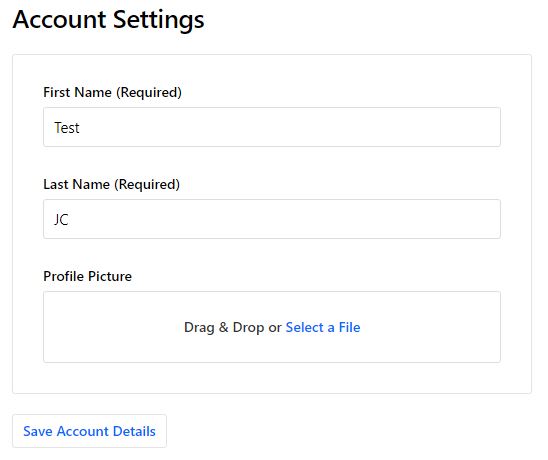 Account Settings
First Name (Required)
Test
Last Name (Required)
JC
Profile Picture
Drag & Drop or Select a File
Save Account Details